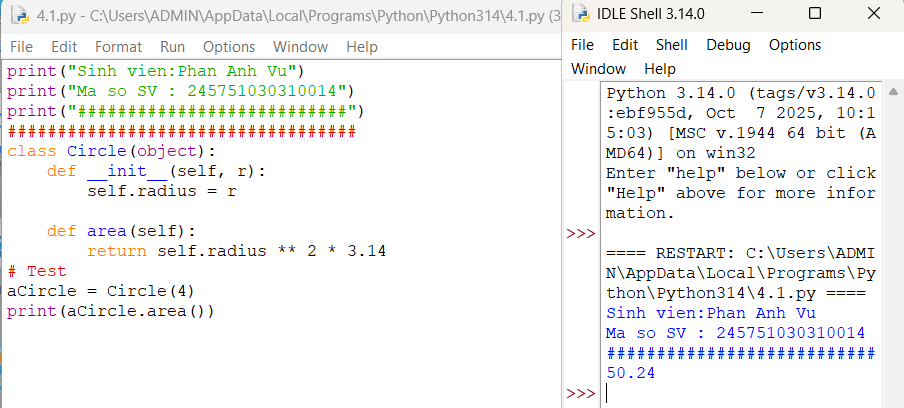 4.1.py - C:\Users\ADMIN\AppData\Local\Programs\Python\Python314\4.1.py (3
File Edit Format Run Options Window Help
print("Sinh vien:Phan Anh Vu")
print("Ma so SV : 245751030310014")
print("###########################")
###################################
class Circle(object):
    def __init__(self, r):
        self.radius = r
    def area(self):
        return self.radius ** 2 * 3.14
# Test
aCircle = Circle(4)
print(aCircle.area())
IDLE Shell 3.14.0
File Edit Shell Debug Options
Window Help
Python 3.14.0 (tags/v3.14.0
:ebf955d, Oct  7 2025, 10:1
5:03) [MSC v.1944 64 bit (A
MD64)] on win32
Enter "help" below or click
"Help" above for more infor
mation.
>>>
==== RESTART: C:\Users\ADMI
N\AppData\Local\Programs\Py
thon\Python314\4.1.py ====
Sinh vien:Phan Anh Vu
Ma so SV : 245751030310014
###########################
50.24
>>>